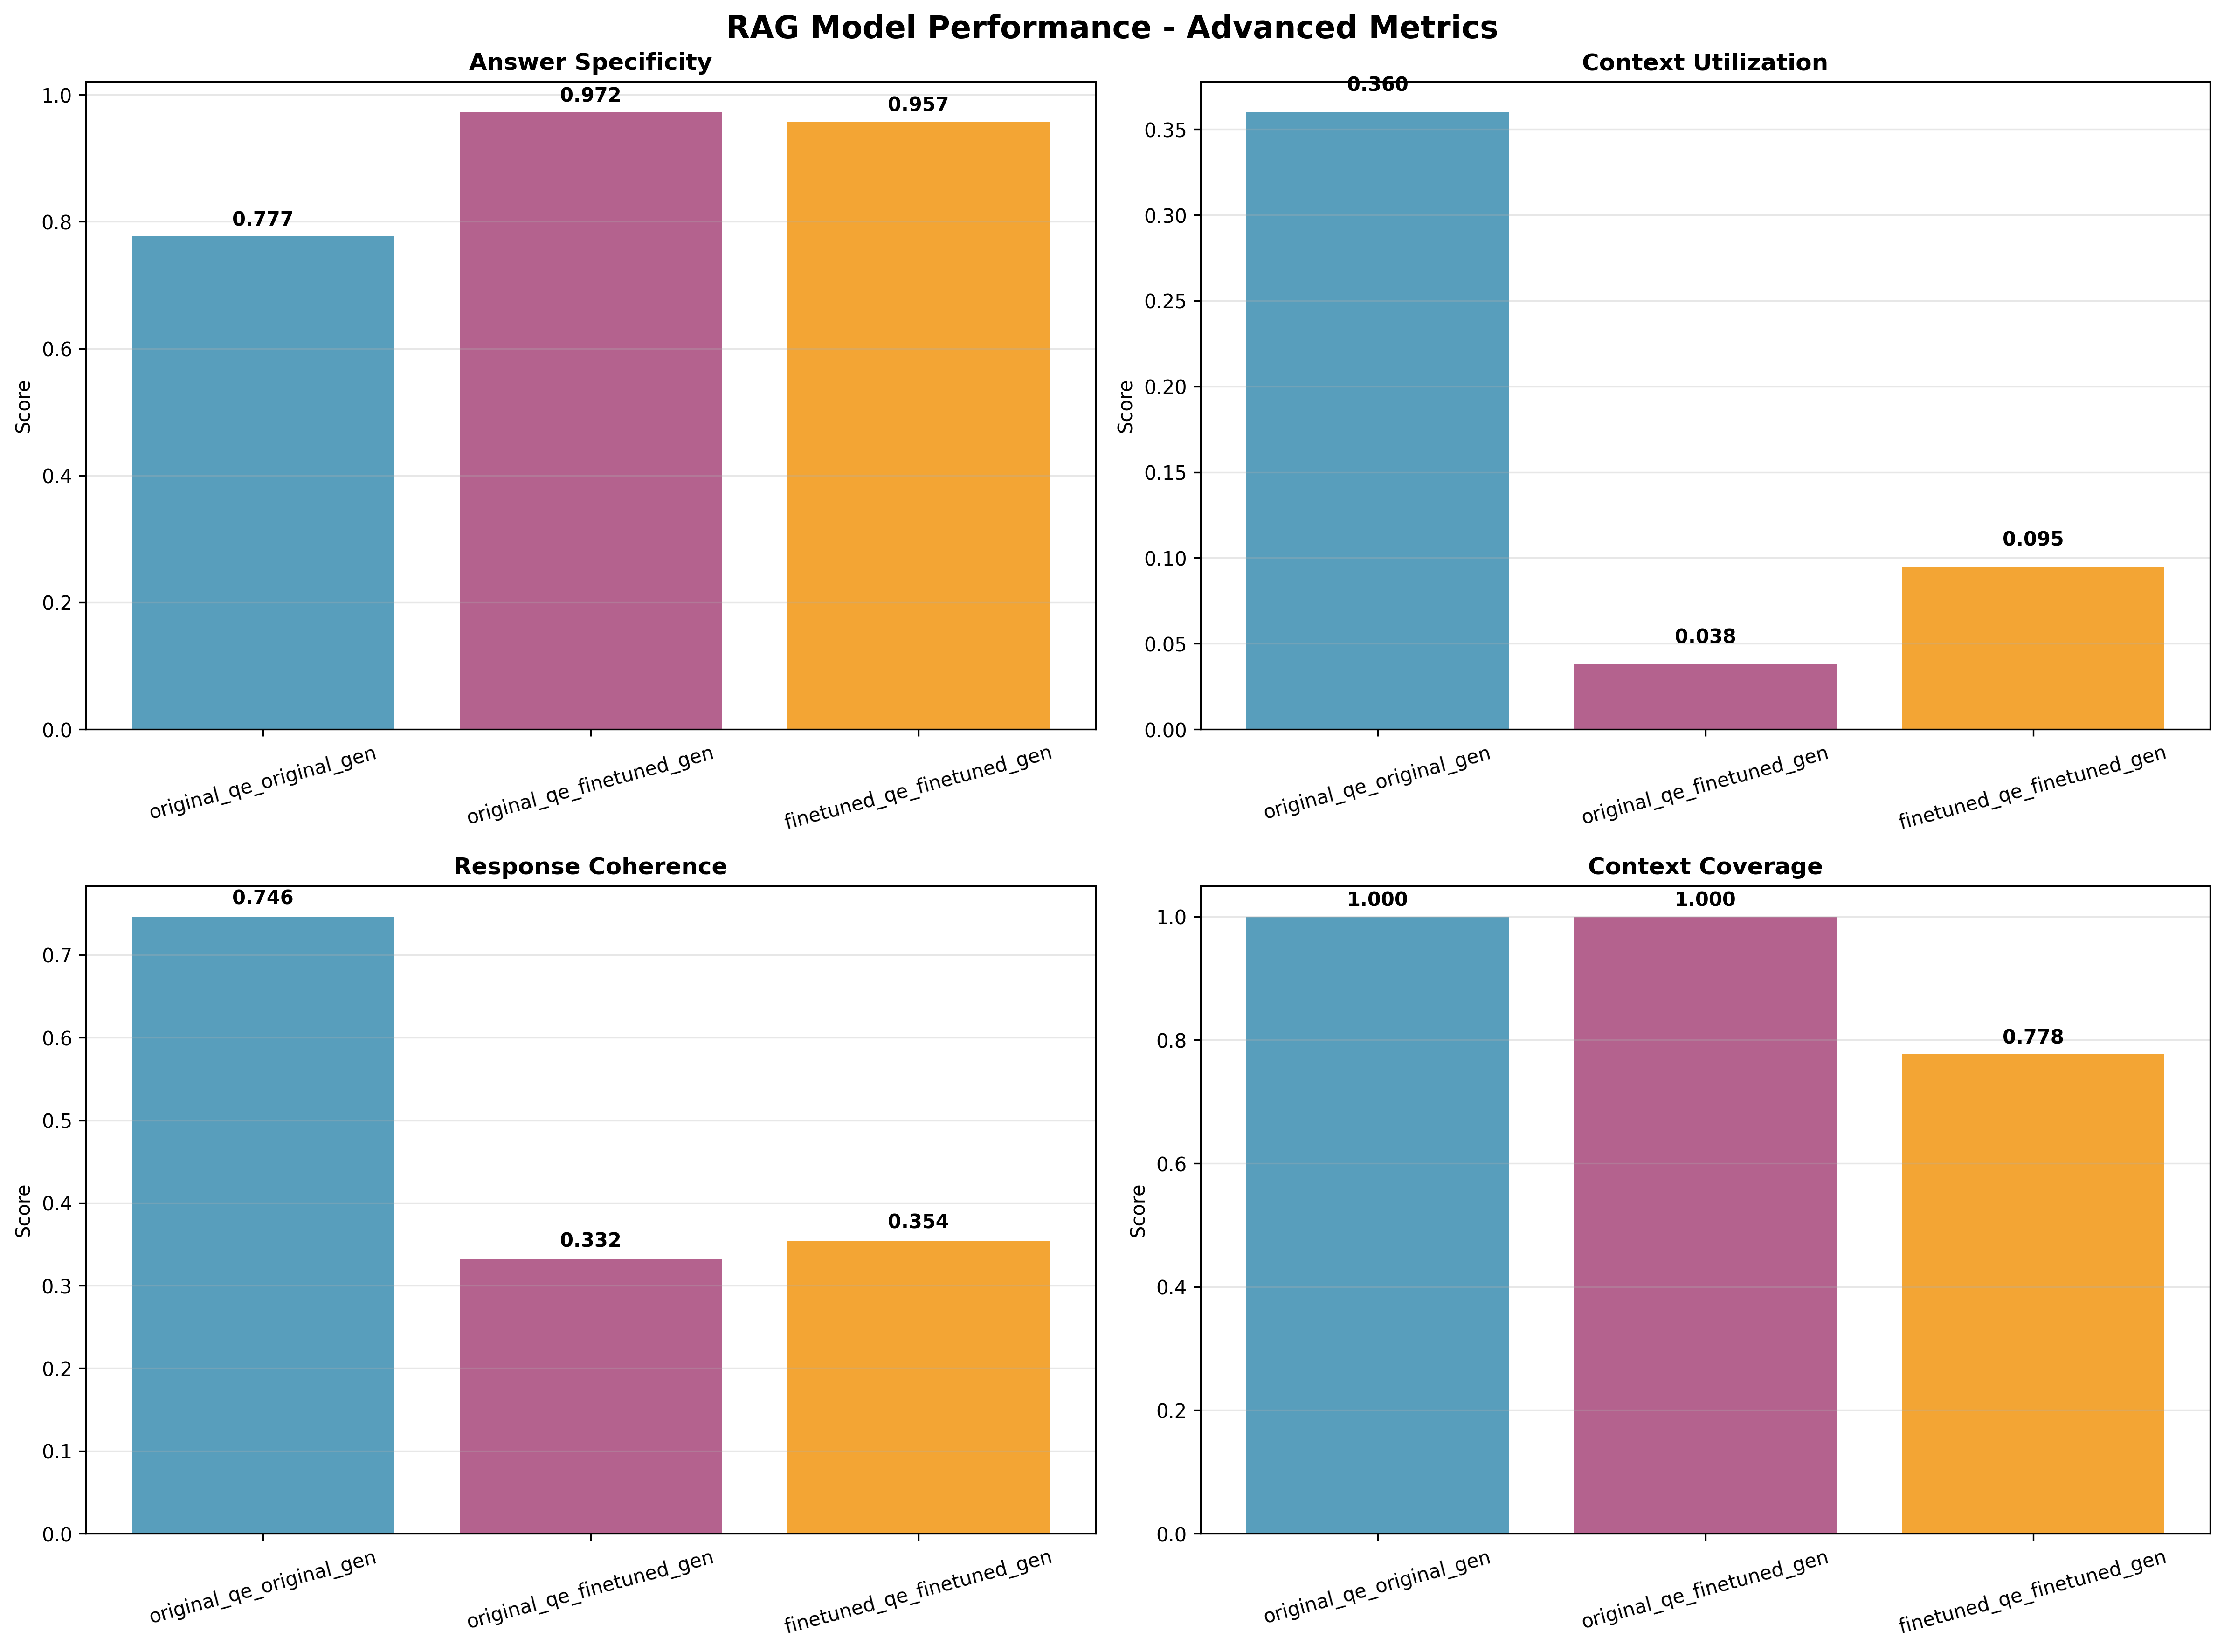 RAG Model Performance - Advanced Metrics
Answer Specificity
Score
1.0
0.8
0.6
0.4
0.2
0.0
0.777
0.972
0.957
original_qe_original_gen
original_qe_finetuned_gen
finetuned_qe_finetuned_gen
Context Utilization
Score
0.35
0.30
0.25
0.20
0.15
0.10
0.05
0.00
0.360
0.038
0.095
original_qe_original_gen
original_qe_finetuned_gen
finetuned_qe_finetuned_gen
Response Coherence
Score
0.7
0.6
0.5
0.4
0.3
0.2
0.1
0.0
0.746
0.332
0.354
original_qe_original_gen
original_qe_finetuned_gen
finetuned_qe_finetuned_gen
Context Coverage
Score
1.0
0.8
0.6
0.4
0.2
0.0
1.000
1.000
0.778
original_qe_original_gen
original_qe_finetuned_gen
finetuned_qe_finetuned_gen